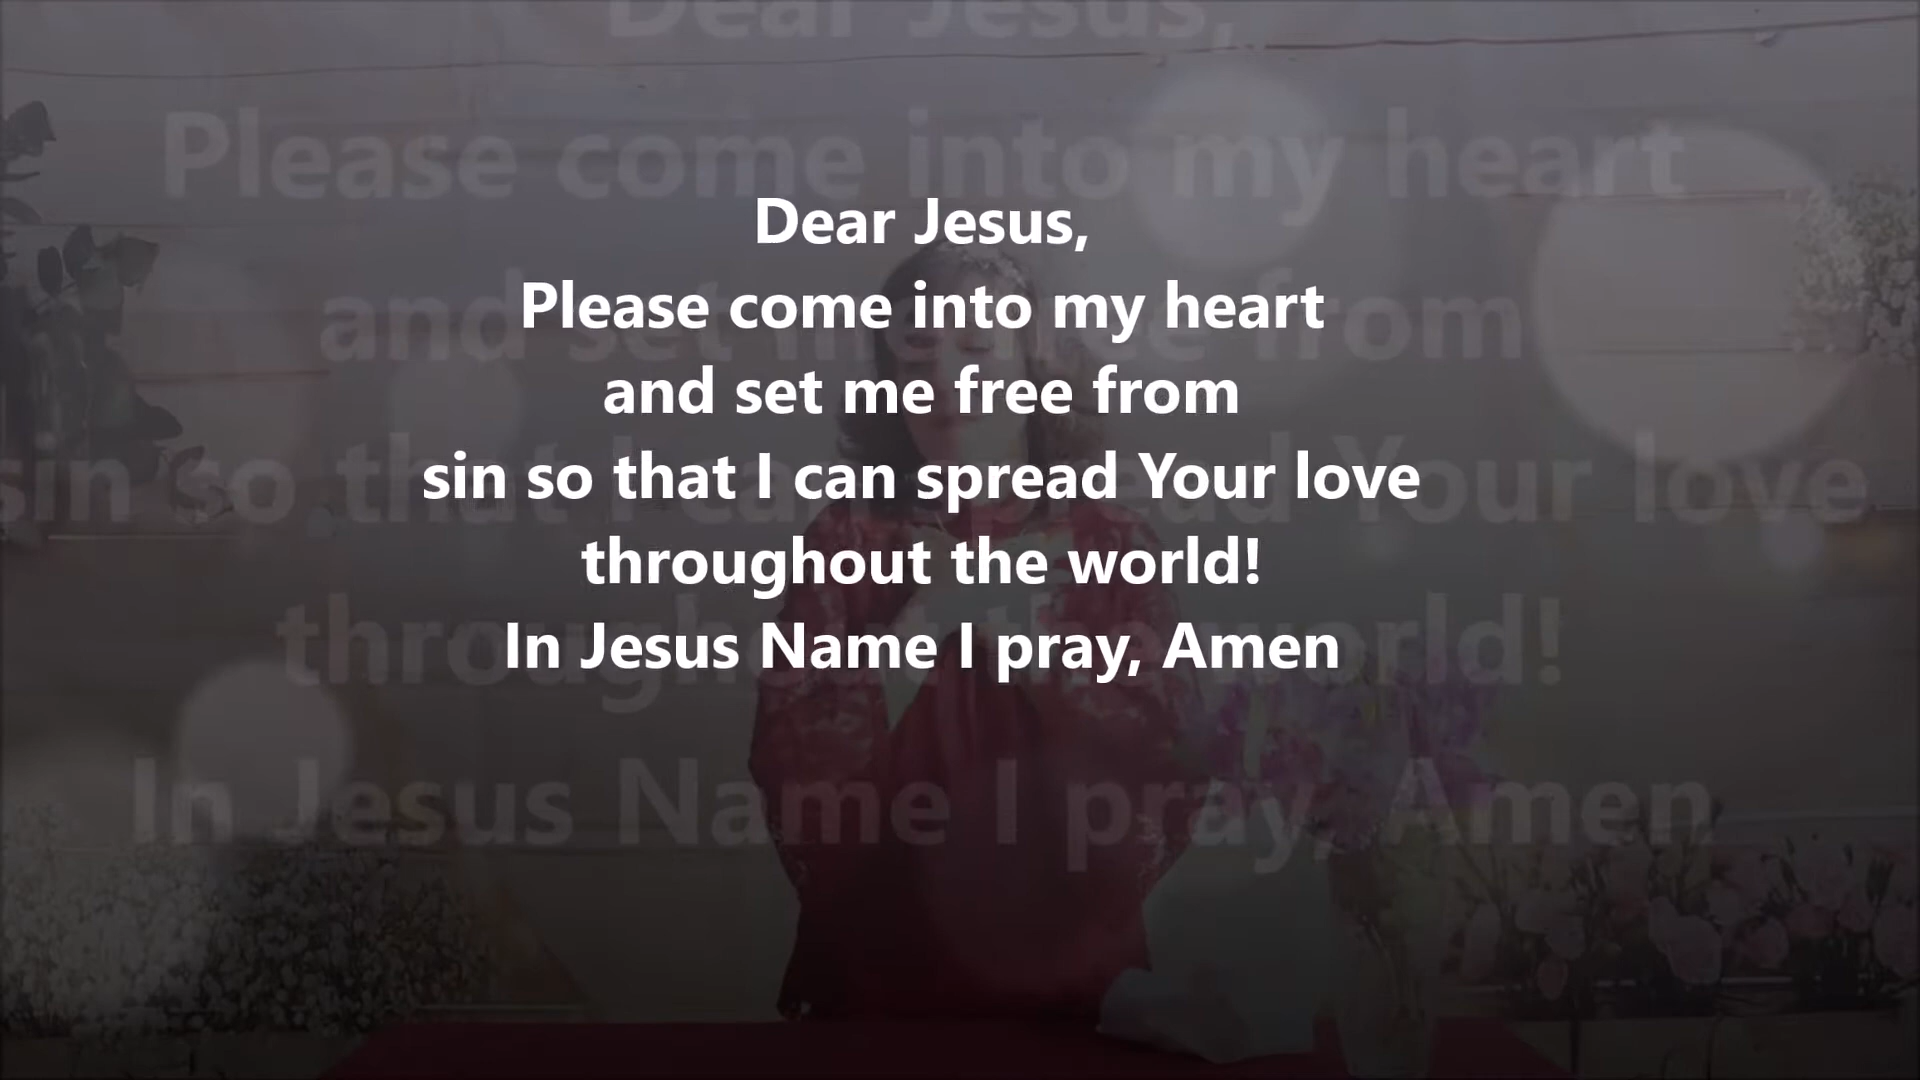 Dear Jesus,
Please come into my heart
and set me free from
sin so that I can spread Your love
throughout the world!
In Jesus Name I pray, Amen